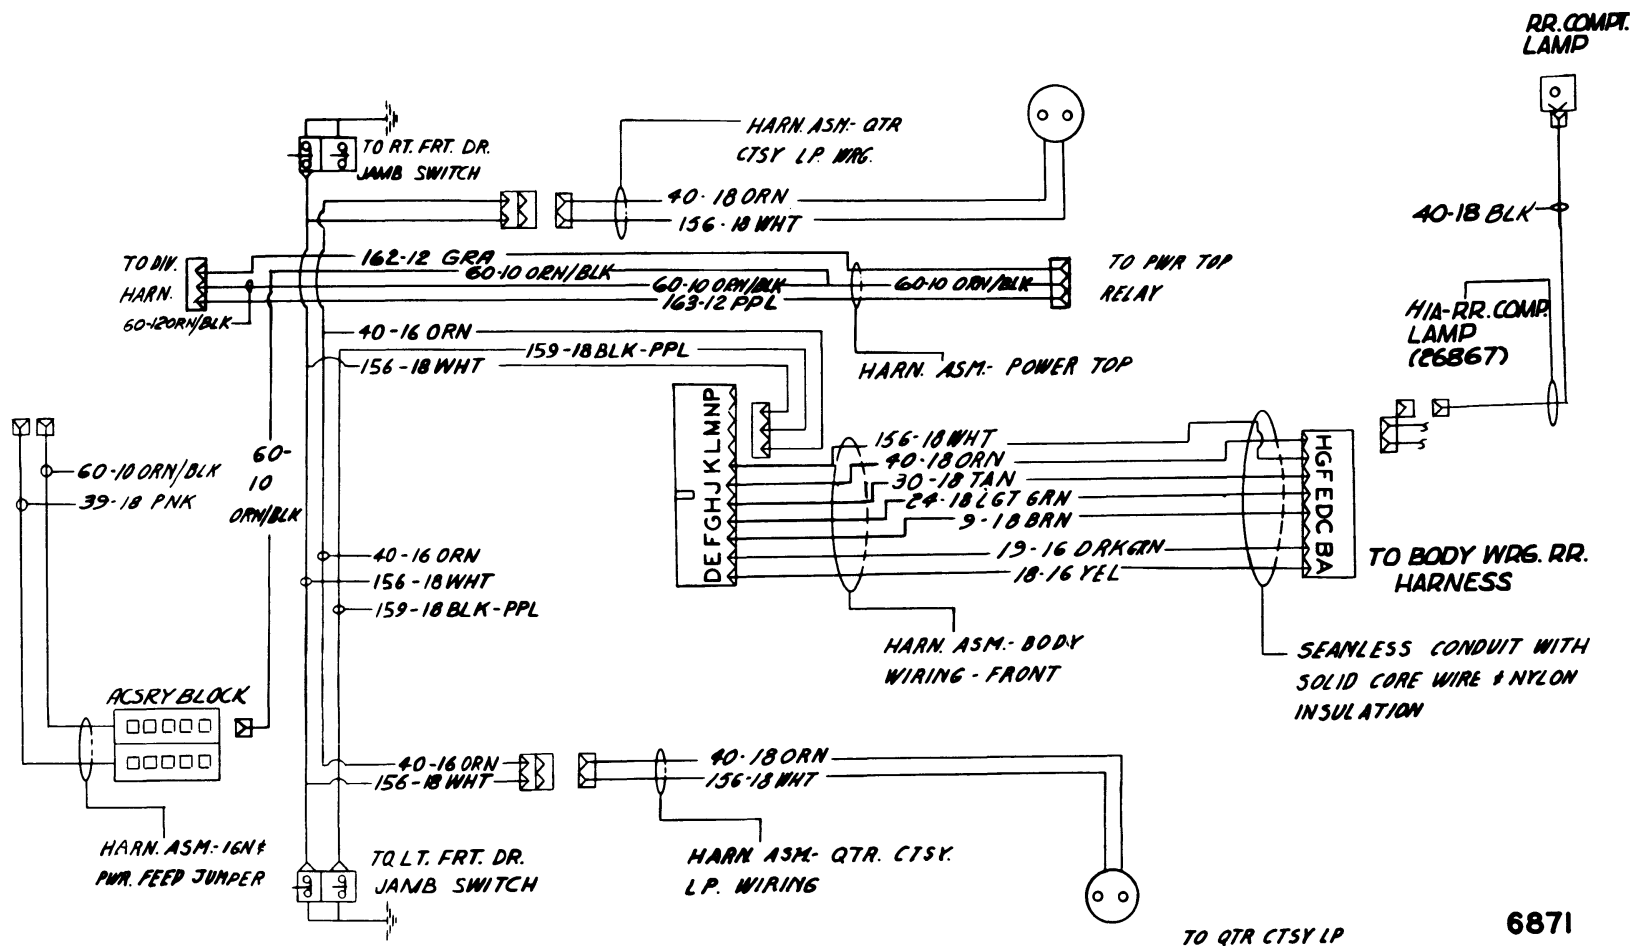 RR. COMPT.
LAMP
HARN. ASM.- QTR
CTSY LP. WRG.
TO RT. FRT. DR.
JAMB SWITCH
40-18 ORN
156-18 WHT
40-18 BLK
TO DIV.
HARN.
162-12 GRA
60-10 ORN/BLK
60-10 ORN/BLK
60-10 ORN/BLK
163-12 PPL
TO PWR TOP
RELAY
60-12 ORN/BLK
40-16 ORN
159-18 BLK-PPL
156-18 WHT
HARN. ASM.- POWER TOP
H/A-RR. COMP.
LAMP
(26867)
DEFGHJKLMNP
156-18 WHT
40-18 ORN
30-18 TAN
24-18 LGT GRN
9-18 BRN
19-16 DRK GRN
18-16 YEL
HGFEDCBA
TO BODY WRG. RR.
HARNESS
60-10 ORN/BLK
39-18 PNK
60-
10
ORN/BLK
40-16 ORN
156-18 WHT
159-18 BLK-PPL
HARN. ASM.- BODY
WIRING - FRONT
SEAMLESS CONDUIT WITH
SOLID CORE WIRE & NYLON
INSULATION
ACSRY BLOCK
40-16 ORN
156-18 WHT
40-18 ORN
156-18 WHT
HARN. ASM.- IGN &
PWR. FEED JUMPER
TO LT. FRT. DR.
JAMB SWITCH
HARN ASM- QTR. CTSY.
LP. WIRING
TO QTR CTSY LP
6871